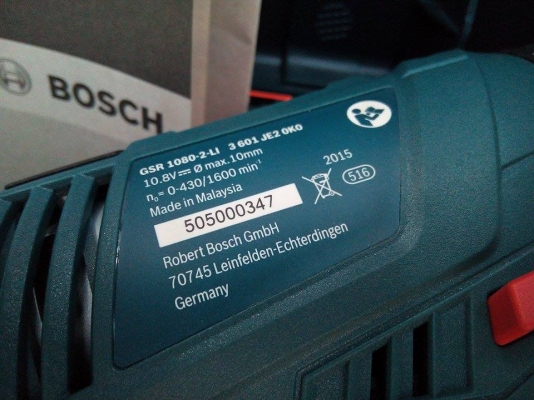 BOSCH
GSR 1080-2-LI 3 601 JE2 0K0
10.8V⎓ Ø max.10mm
n₀= 0-430/1600 min⁻¹
Made in Malaysia
2015
516
505000347
Robert Bosch GmbH
70745 Leinfelden-Echterdingen
Germany